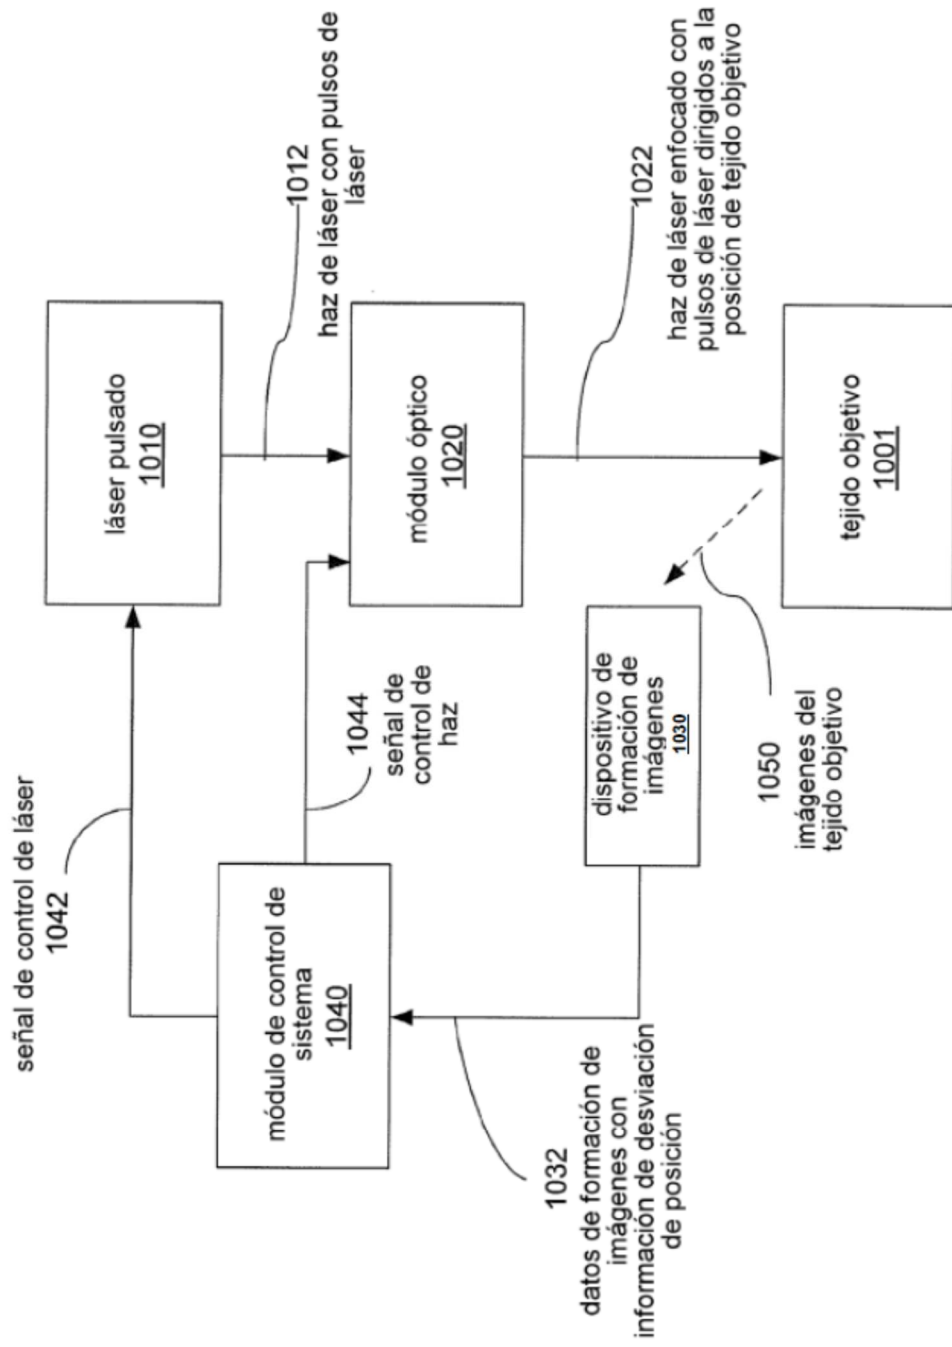 señal de control de láser
1042
láser pulsado
1010
1012
haz de láser con pulsos de
láser
módulo de control de
sistema
1040
1044
señal de
control de
haz
módulo óptico
1020
1022
haz de láser enfocado con
pulsos de láser dirigidos a la
posición de tejido objetivo
1032
datos de formación de
imágenes con
información de desviación
de posición
dispositivo de
formación de
imágenes
1030
1050
imágenes del
tejido objetivo
tejido objetivo
1001